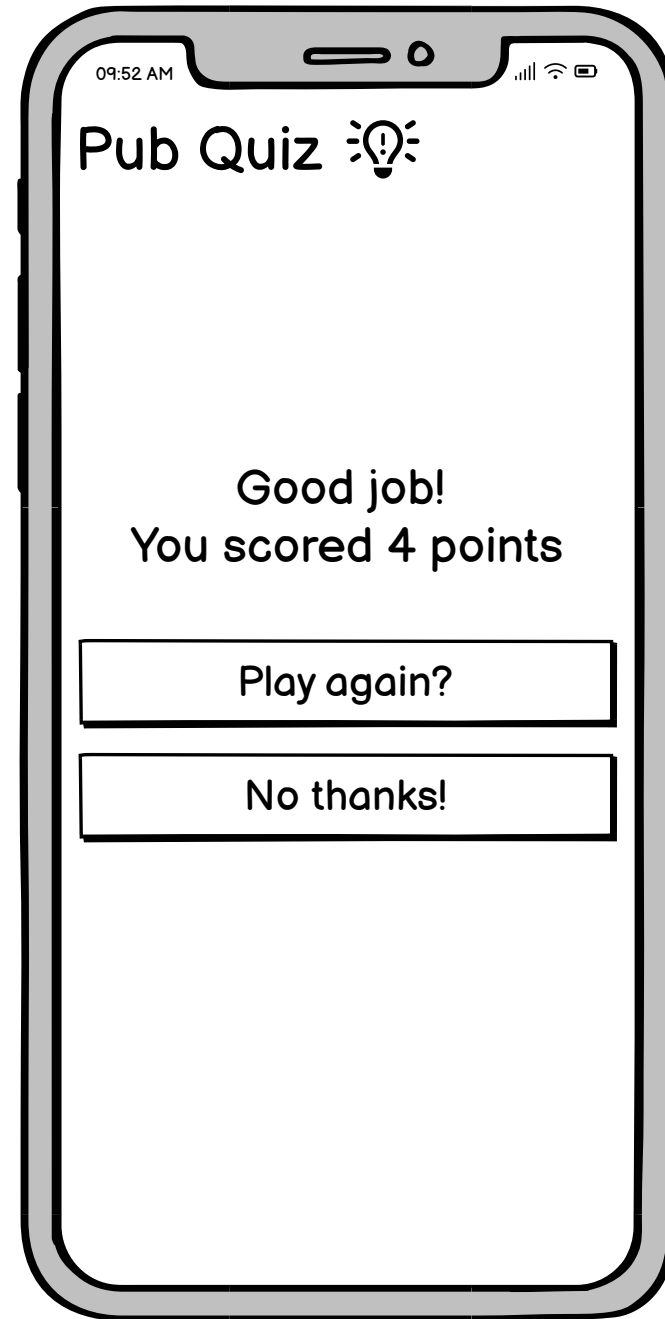 09:52 AM
Pub Quiz
Good job!
You scored 4 points
Play again?
No thanks!